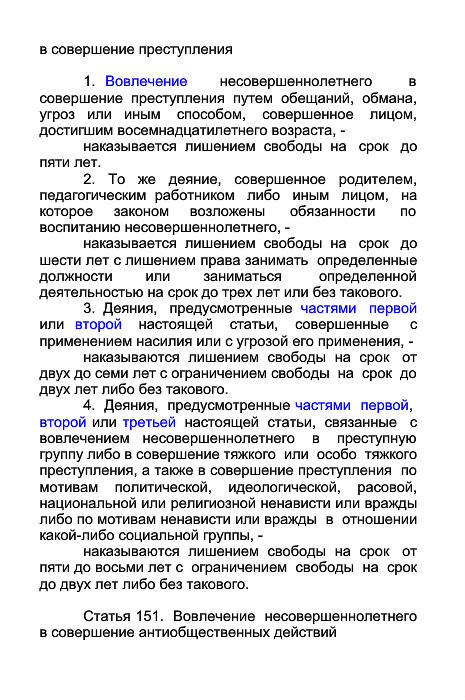 в совершение преступления
1. Вовлечение несовершеннолетнего в
совершение преступления путем обещаний, обмана,
угроз или иным способом, совершенное лицом,
достигшим восемнадцатилетнего возраста, -
наказывается лишением свободы на срок до
пяти лет.
2. То же деяние, совершенное родителем,
педагогическим работником либо иным лицом, на
которое законом возложены обязанности по
воспитанию несовершеннолетнего, -
наказывается лишением свободы на срок до
шести лет с лишением права занимать определенные
должности или заниматься определенной
деятельностью на срок до трех лет или без такового.
3. Деяния, предусмотренные частями первой
или второй настоящей статьи, совершенные с
применением насилия или с угрозой его применения, -
наказываются лишением свободы на срок от
двух до семи лет с ограничением свободы на срок до
двух лет либо без такового.
4. Деяния, предусмотренные частями первой,
второй или третьей настоящей статьи, связанные с
вовлечением несовершеннолетнего в преступную
группу либо в совершение тяжкого или особо тяжкого
преступления, а также в совершение преступления по
мотивам политической, идеологической, расовой,
национальной или религиозной ненависти или вражды
либо по мотивам ненависти или вражды в отношении
какой-либо социальной группы, -
наказываются лишением свободы на срок от
пяти до восьми лет с ограничением свободы на срок
до двух лет либо без такового.
Статья 151. Вовлечение несовершеннолетнего
в совершение антиобщественных действий